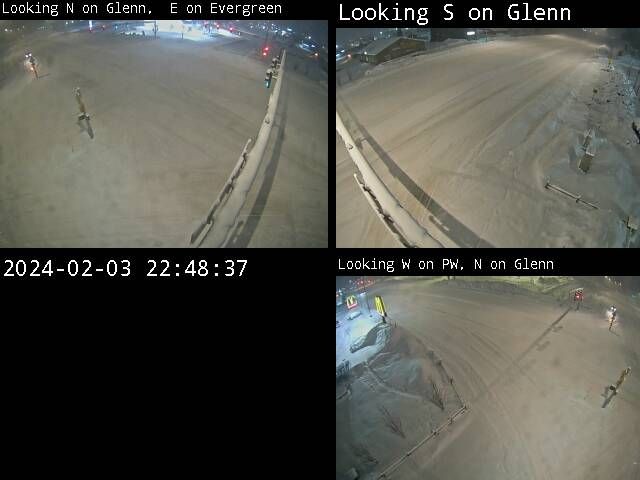 Looking N on Glenn,  E on Evergreen
Looking S on Glenn
2024-02-03 22:48:37
Looking W on PW, N on Glenn